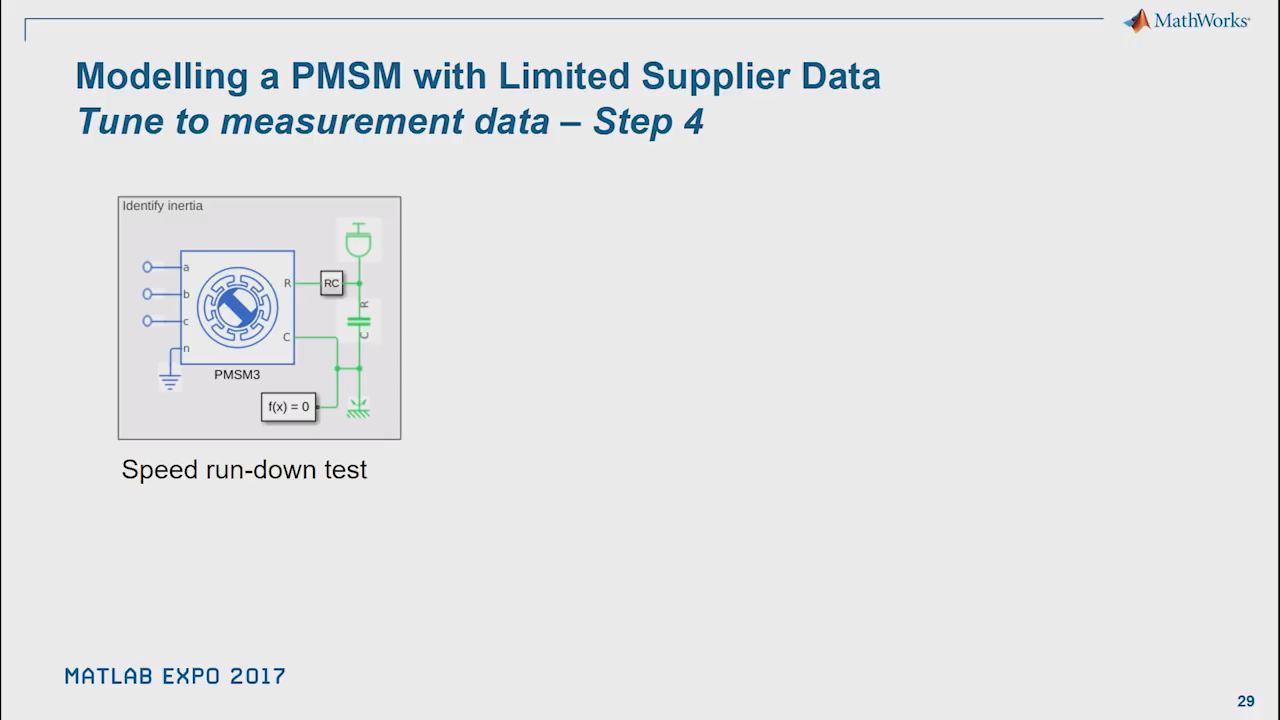 MathWorks®
Modelling a PMSM with Limited Supplier Data
Tune to measurement data – Step 4
Identify inertia
a
b
c
n
R
C
RC
R
C
PMSM3
f(x) = 0
Speed run-down test
MATLAB EXPO 2017
29